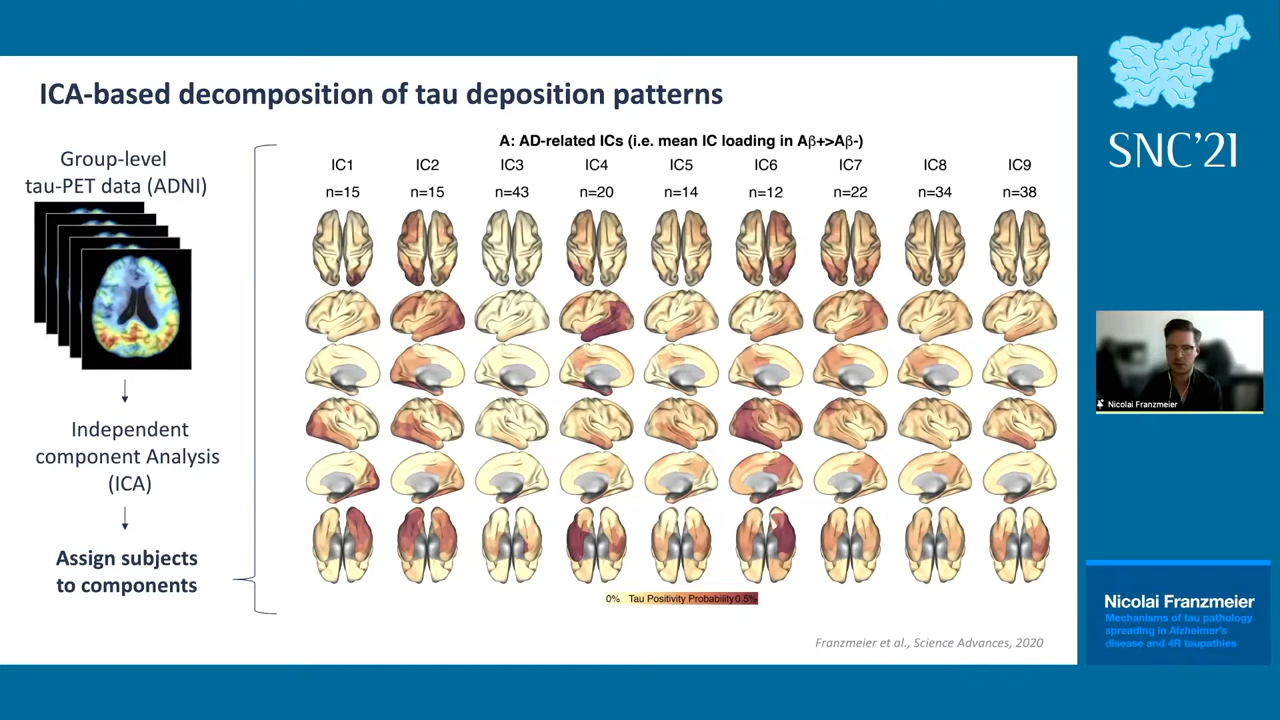 ICA-based decomposition of tau deposition patterns
Group-level
tau-PET data (ADNI)
Independent
component Analysis
(ICA)
Assign subjects
to components
A: AD-related ICs (i.e. mean IC loading in Aβ+>Aβ-)
IC1 IC2 IC3 IC4 IC5 IC6 IC7 IC8 IC9
n=15 n=15 n=43 n=20 n=14 n=12 n=22 n=34 n=38
0% Tau Positivity Probability 0.5%
Franzmeier et al., Science Advances, 2020
SNC'21
Nicolai Franzmeier
Nicolai Franzmeier
Mechanisms of tau pathology
spreading in Alzheimer's
disease and 4R taupathies